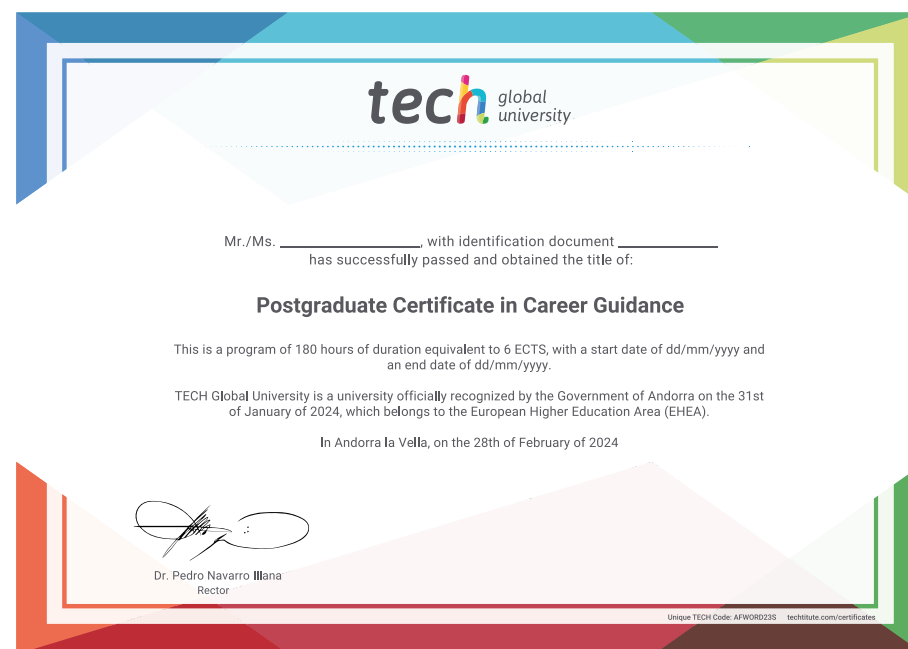 tech global university
Mr./Ms. ____________________, with identification document ______________
has successfully passed and obtained the title of:
Postgraduate Certificate in Career Guidance
This is a program of 180 hours of duration equivalent to 6 ECTS, with a start date of dd/mm/yyyy and
an end date of dd/mm/yyyy.
TECH Global University is a university officially recognized by the Government of Andorra on the 31st
of January of 2024, which belongs to the European Higher Education Area (EHEA).
In Andorra la Vella, on the 28th of February of 2024
Dr. Pedro Navarro Illana
Rector
Unique TECH Code: AFWORD23S techtitute.com/certificates